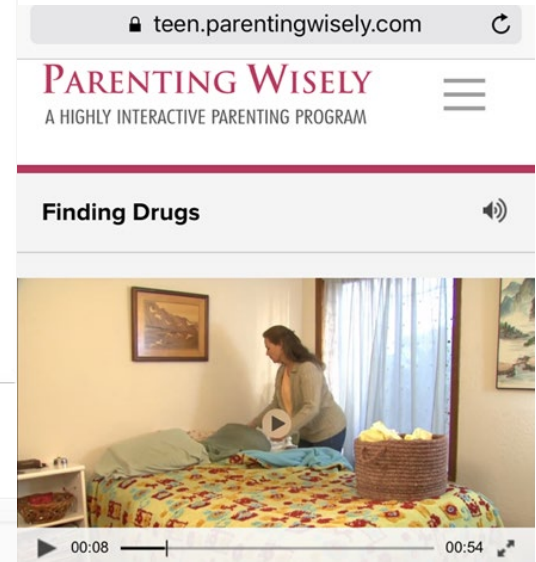 teen.parentingwisely.com
PARENTING WISELY
A HIGHLY INTERACTIVE PARENTING PROGRAM
Finding Drugs
00:08 00:54